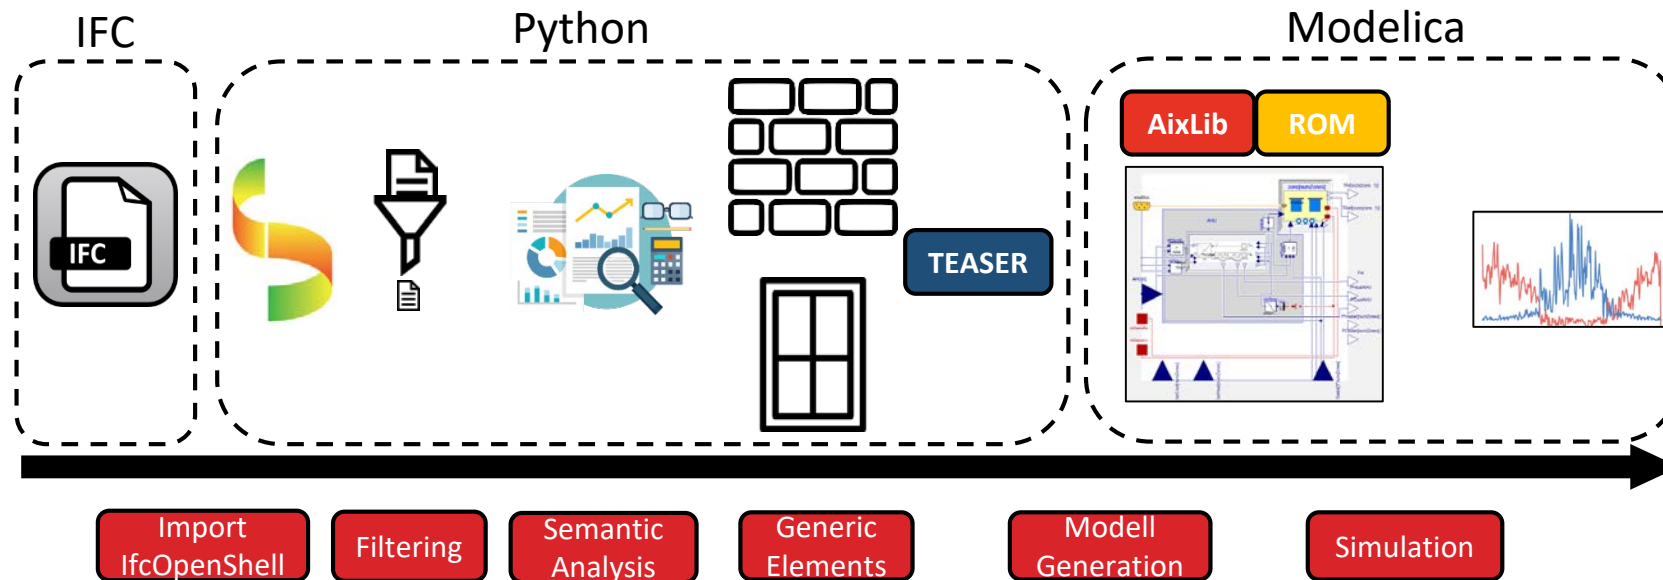 IFC
Python
Modelica
AixLib
ROM
IFC
TEASER
Import
IfcOpenShell
Filtering
Semantic
Analysis
Generic
Elements
Modell
Generation
Simulation